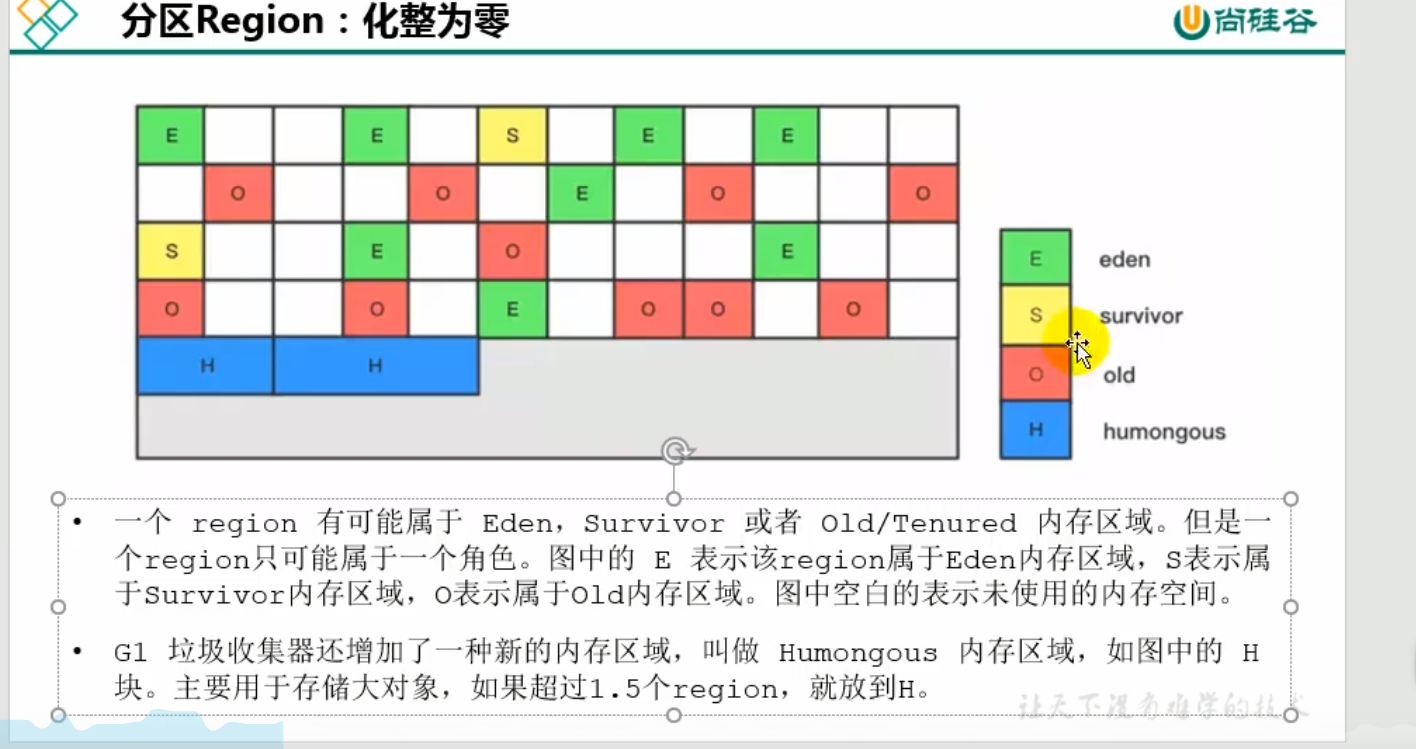 分区Region：化整为零
尚硅谷
E E S E E
O O E O O
S E O E
O O E O O O
H H
E eden
S survivor
O old
H humongous
• 一个 region 有可能属于 Eden，Survivor 或者 Old/Tenured 内存区域。但是一
个region只可能属于一个角色。图中的 E 表示该region属于Eden内存区域，S表示属
于Survivor内存区域，O表示属于Old内存区域。图中空白的表示未使用的内存空间。
• G1 垃圾收集器还增加了一种新的内存区域，叫做 Humongous 内存区域，如图中的 H
块。主要用于存储大对象，如果超过1.5个region，就放到H。
让天下没有难学的技术